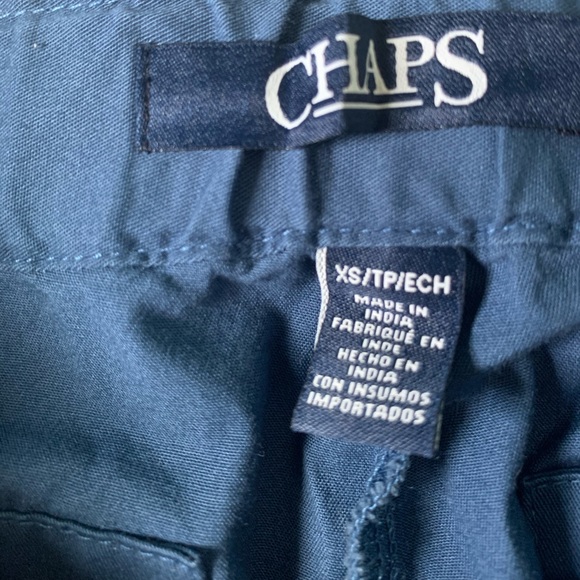 CHAPS
XS/TP/ECH
MADE IN
INDIA
FABRIQUÉ EN
INDE
HECHO EN
INDIA
CON INSUMOS
IMPORTADOS